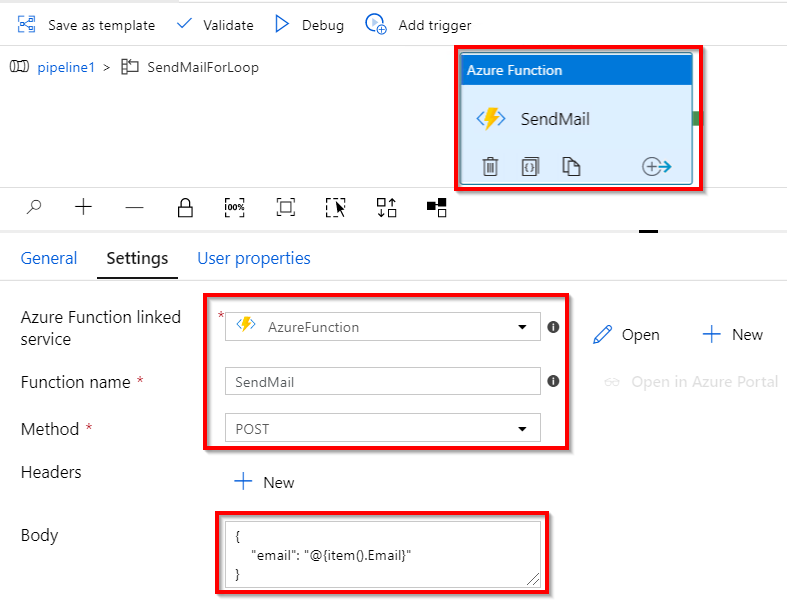 Save as template Validate Debug Add trigger
pipeline1 > SendMailForLoop
Azure Function
SendMail
100%
General Settings User properties
Azure Function linked service * AzureFunction Open New
Function name * SendMail Open in Azure Portal
Method * POST
Headers New
Body {
"email": "@{item().Email}"
}